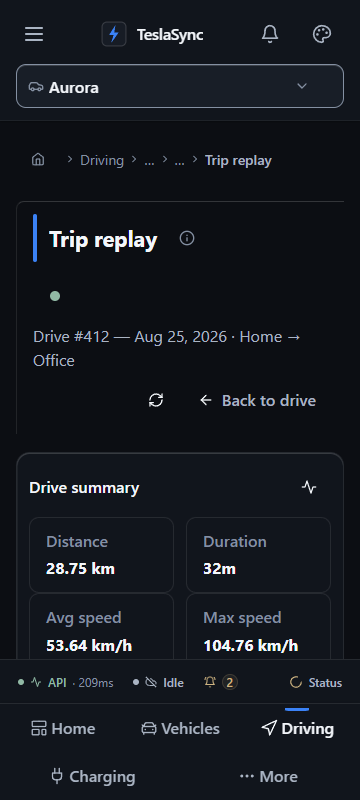 TeslaSync
Aurora
Driving ... ... Trip replay
Trip replay
Drive #412 — Aug 25, 2026 · Home →
Office
Back to drive
Drive summary
Distance
28.75 km
Duration
32m
Avg speed
53.64 km/h
Max speed
104.76 km/h
API · 209ms Idle 2 Status
Home Vehicles Driving
Charging More